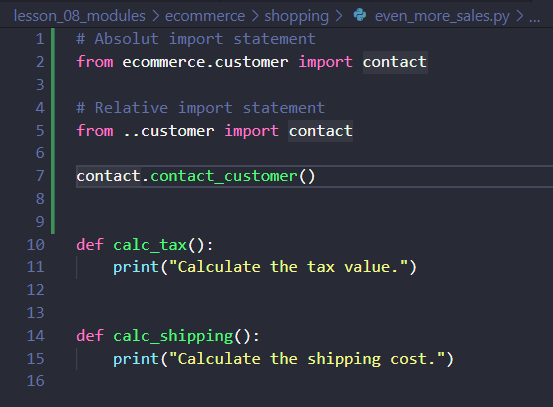 lesson_08_modules > ecommerce > shopping > even_more_sales.py > ...
1 # Absolut import statement
2 from ecommerce.customer import contact
3
4 # Relative import statement
5 from ..customer import contact
6
7 contact.contact_customer()
8
9
10 def calc_tax():
11     print("Calculate the tax value.")
12
13
14 def calc_shipping():
15     print("Calculate the shipping cost.")
16